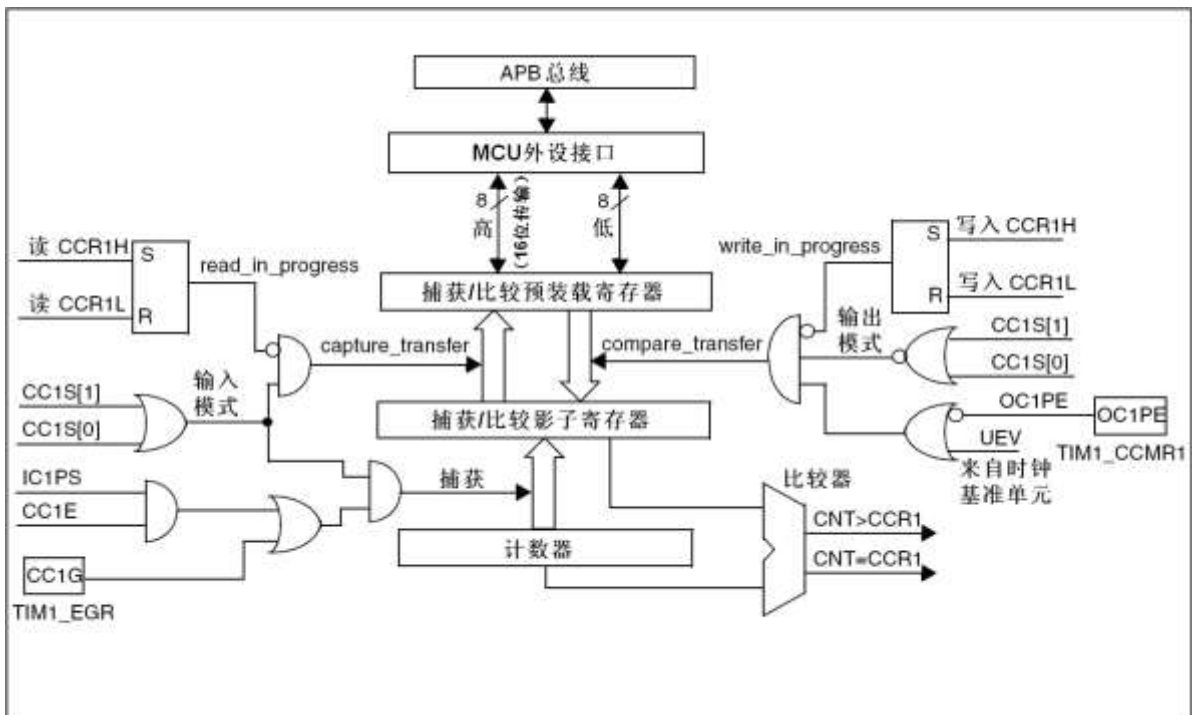 APB总线
MCU外设接口
8
高
(16位传输)
8
低
读 CCR1H
S
读 CCR1L
R
read_in_progress
write_in_progress
S
写入 CCR1H
R
写入 CCR1L
捕获/比较预装载寄存器
capture_transfer
compare_transfer
输出
模式
CC1S[1]
CC1S[0]
输入
模式
CC1S[1]
CC1S[0]
捕获/比较影子寄存器
OC1PE
OC1PE
UEV
TIM1_CCMR1
来自时钟
基准单元
IC1PS
CC1E
捕获
比较器
CNT>CCR1
CNT=CCR1
计数器
CC1G
TIM1_EGR